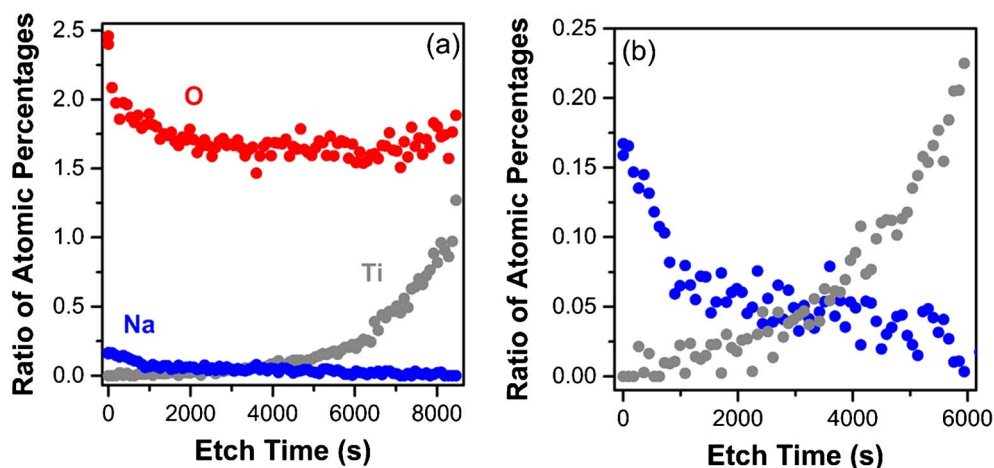 (a)
Ratio of Atomic Percentages
2.5
2.0
1.5
1.0
0.5
0.0
O
Ti
Na
0
2000
4000
6000
8000
Etch Time (s)
(b)
Ratio of Atomic Percentages
0.25
0.20
0.15
0.10
0.05
0.00
0
2000
4000
6000
Etch Time (s)